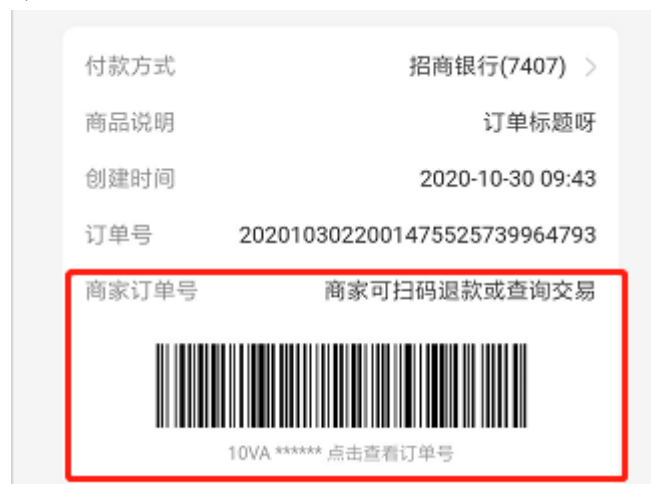 付款方式 招商银行(7407) >
商品说明 订单标题呀
创建时间 2020-10-30 09:43
订单号 2020103022001475525739964793
商家订单号 商家可扫码退款或查询交易
10VA ****** 点击查看订单号